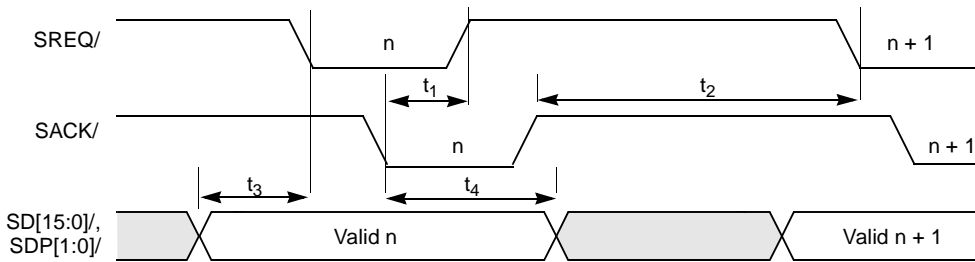 SREQ/
n
n + 1
t1
t2
SACK/
n
n + 1
t3
t4
SD[15:0]/,
SDP[1:0]/
Valid n
Valid n + 1